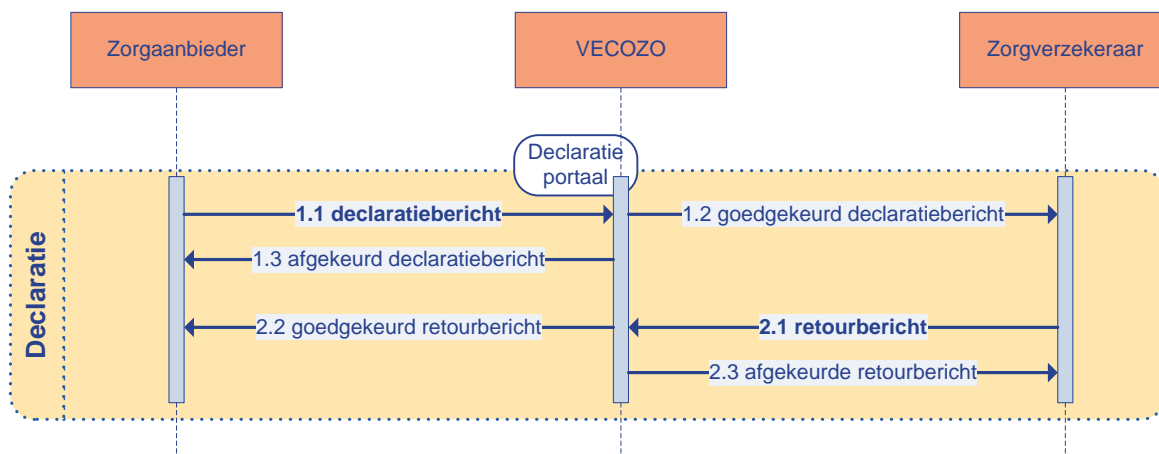 Zorgaanbieder
VECOZO
Zorgverzekeraar
Declaratie
portaal
Declaratie
1.1 declaratiebericht
1.2 goedgekeurd declaratiebericht
1.3 afgekeurd declaratiebericht
2.2 goedgekeurd retourbericht
2.1 retourbericht
2.3 afgekeurde retourbericht